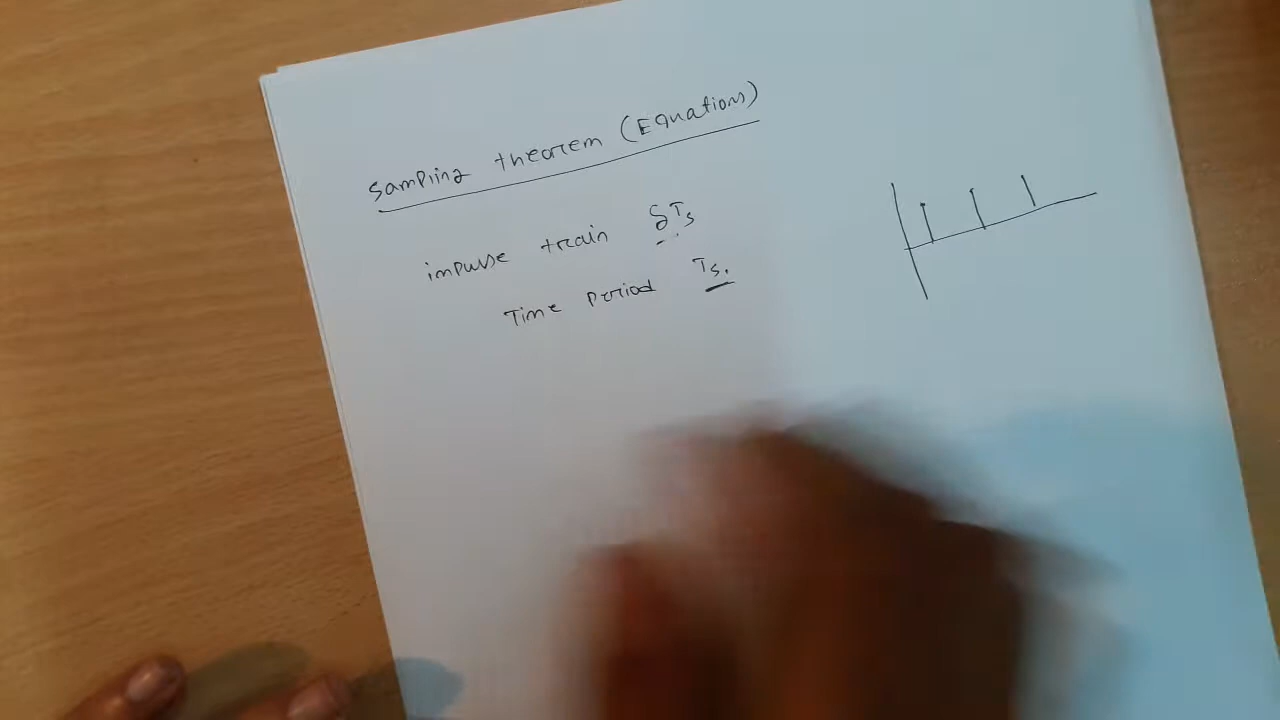 Sampling theorem (Equations)
impulse train δTs
Time Period Ts.